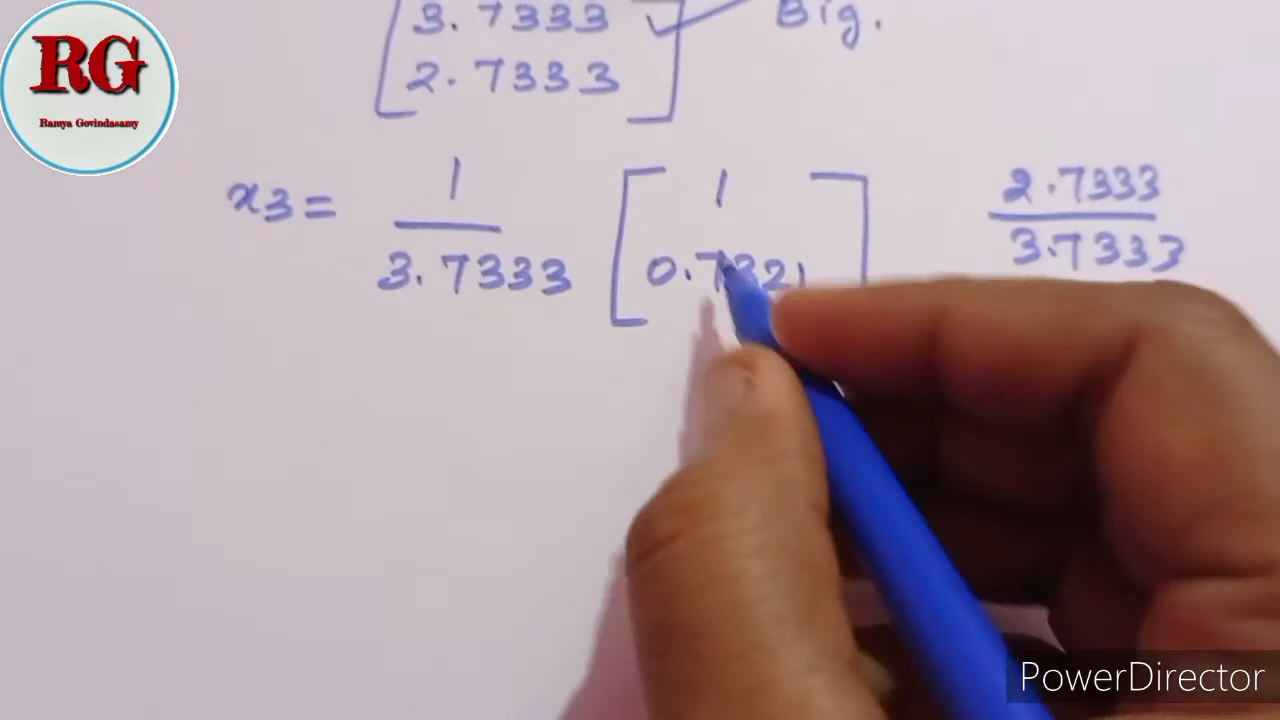 RG
Ramya Govindasamy
3.7333 Big.
2.7333
x3 = 1 / 3.7333 [ 1
0.7321 ] 2.7333 / 3.7333
PowerDirector